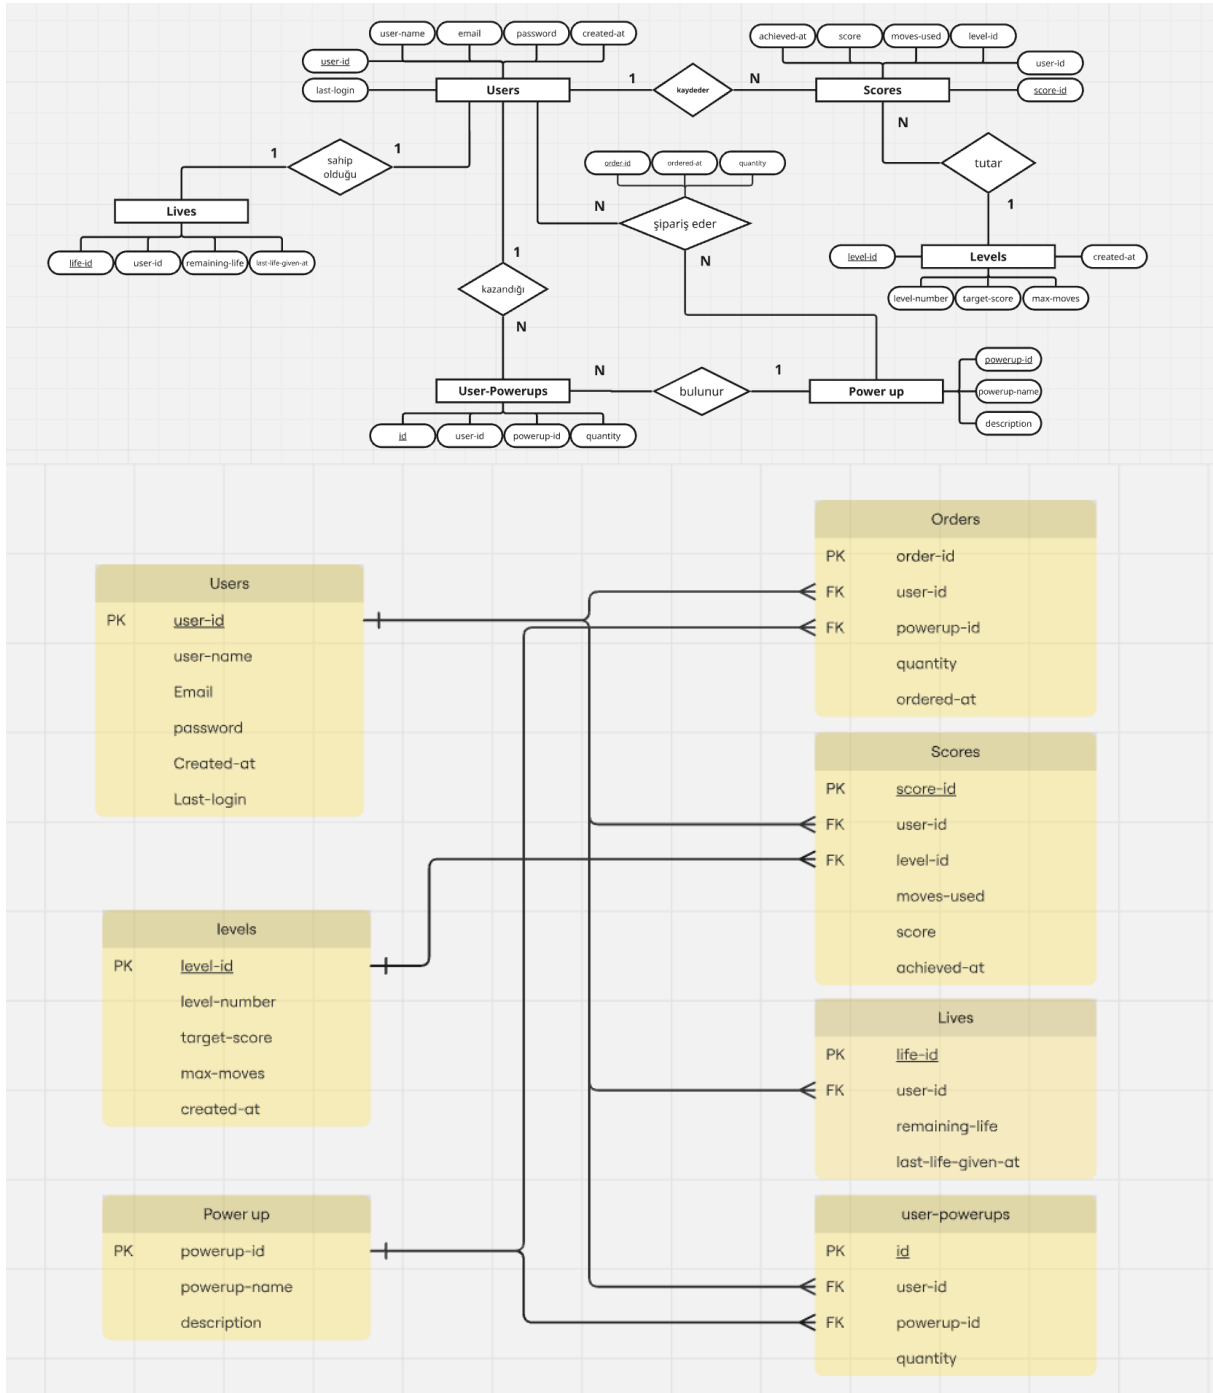 user-name
email
password
created-at
user-id
last-login
Users
1
kaydeder
N
achieved-at
score
moves-used
level-id
user-id
Scores
score-id
N
tutar
1
1
sahip
olduğu
1
Lives
life-id
user-id
remaining-life
last-life-given-at
order-id
ordered-at
quantity
N
şipariş eder
N
level-id
Levels
created-at
level-number
target-score
max-moves
1
kazandığı
N
User-Powerups
N
bulunur
1
Power up
powerup-id
powerup-name
description
id
user-id
powerup-id
quantity
Users
PK user-id
user-name
Email
password
Created-at
Last-login
levels
PK level-id
level-number
target-score
max-moves
created-at
Power up
PK powerup-id
powerup-name
description
Orders
PK order-id
FK user-id
FK powerup-id
quantity
ordered-at
Scores
PK score-id
FK user-id
FK level-id
moves-used
score
achieved-at
Lives
PK life-id
FK user-id
remaining-life
last-life-given-at
user-powerups
PK id
FK user-id
FK powerup-id
quantity